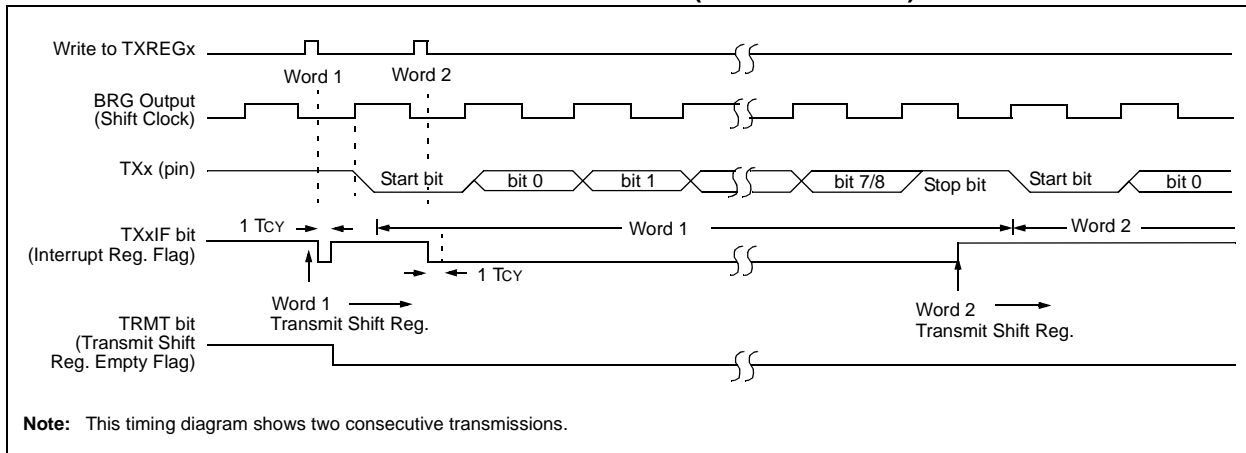 Write to TXREGx
Word 1
Word 2
BRG Output
(Shift Clock)
TXx (pin)
Start bit
bit 0
bit 1
bit 7/8
Stop bit
Start bit
bit 0
1 TCY
TXxIF bit
(Interrupt Reg. Flag)
Word 1
Word 2
1 TCY
Word 1
Transmit Shift Reg.
Word 2
Transmit Shift Reg.
TRMT bit
(Transmit Shift
Reg. Empty Flag)
Note: This timing diagram shows two consecutive transmissions.